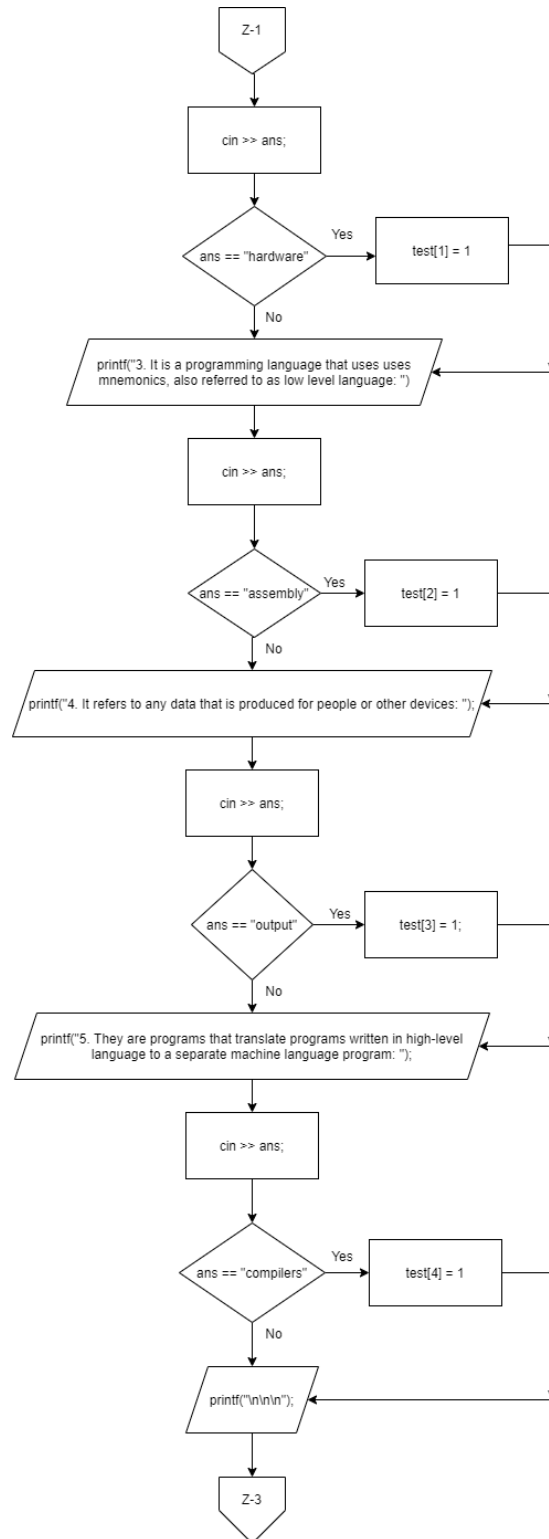 Z-1
cin >> ans;
ans == "hardware"
Yes
test[1] = 1
No
printf("3. It is a programming language that uses uses
mnemonics, also referred to as low level language: ")
cin >> ans;
ans == "assembly"
Yes
test[2] = 1
No
printf("4. It refers to any data that is produced for people or other devices: ");
cin >> ans;
ans == "output"
Yes
test[3] = 1;
No
printf("5. They are programs that translate programs written in high-level
language to a separate machine language program: ");
cin >> ans;
ans == "compilers"
Yes
test[4] = 1
No
printf("\n\n\n");
Z-3